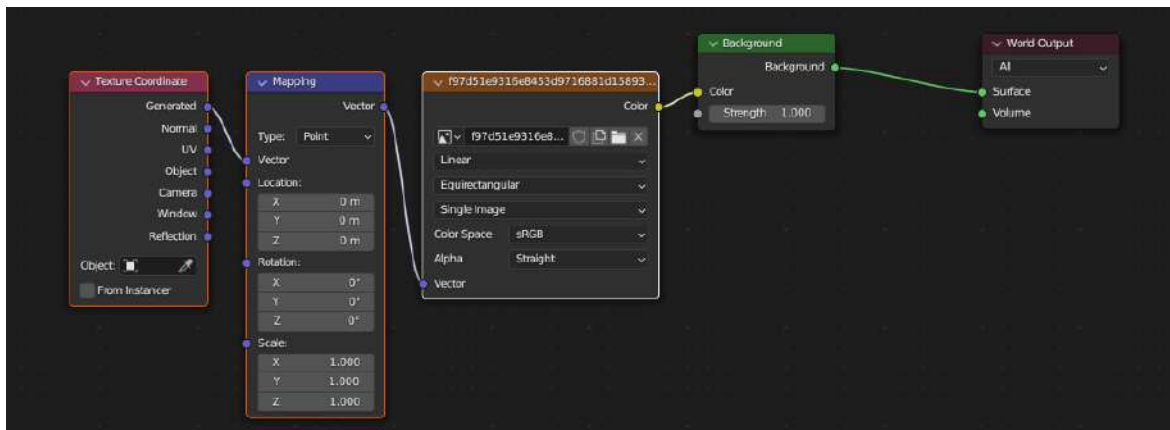 Texture Coordinate
Generated
Normal
UV
Object
Camera
Window
Reflection
Object:
From Instancer
Mapping
Vector
Type: Point
Vector
Location:
X 0 m
Y 0 m
Z 0 m
Rotation:
X 0°
Y 0°
Z 0°
Scale:
X 1.000
Y 1.000
Z 1.000
f97d51e9316e8453d9716881d15893...
Color
f97d51e9316e8...
Linear
Equirectangular
Single Image
Color Space sRGB
Alpha Straight
Vector
Background
Background
Color
Strength 1.000
World Output
All
Surface
Volume